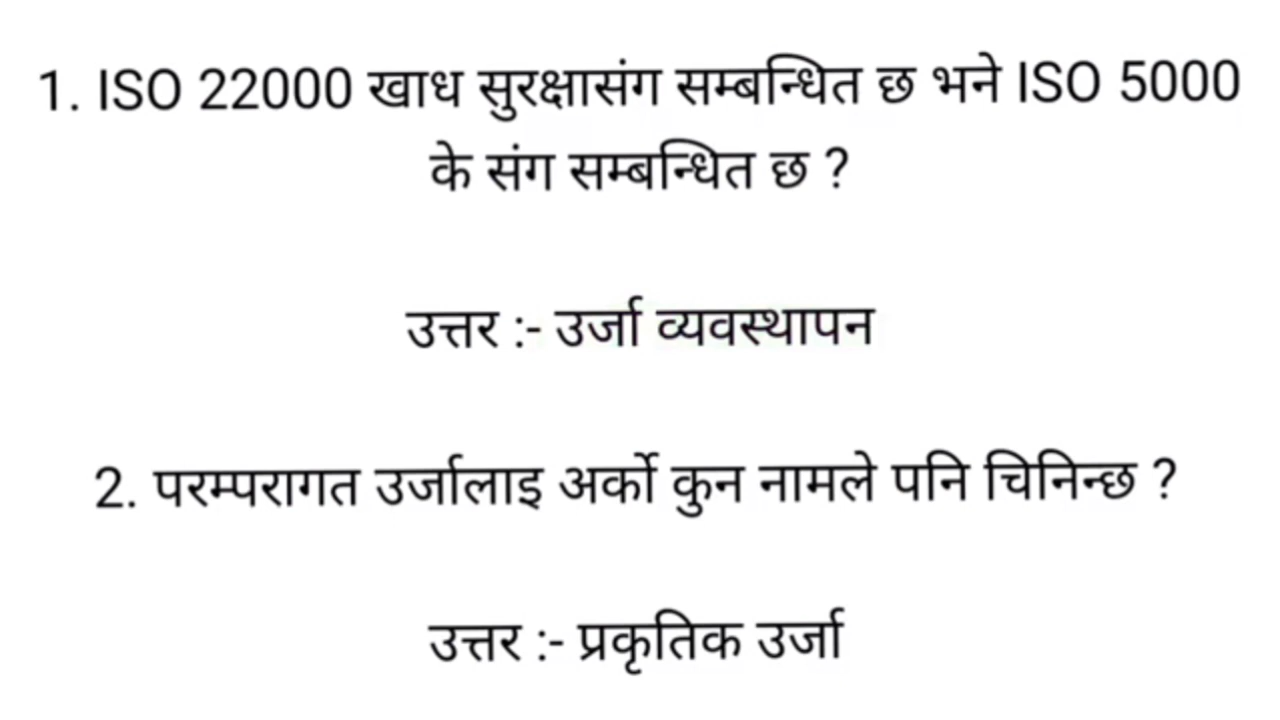 1. ISO 22000 खाध सुरक्षासंग सम्बन्धित छ भने ISO 5000
के संग सम्बन्धित छ ?
उत्तर :- उर्जा व्यवस्थापन
2. परम्परागत उर्जालाइ अर्को कुन नामले पनि चिनिन्छ ?
उत्तर :- प्रकृतिक उर्जा